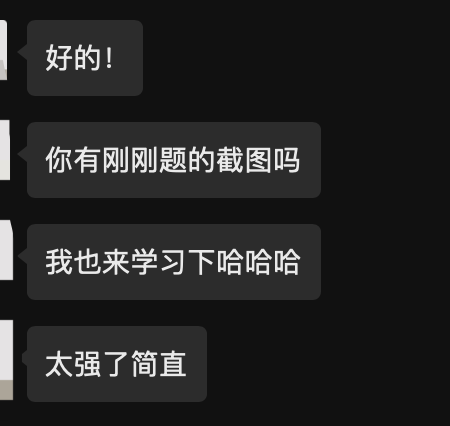 好的！
你有刚刚题的截图吗
我也来学习下哈哈哈
太强了简直